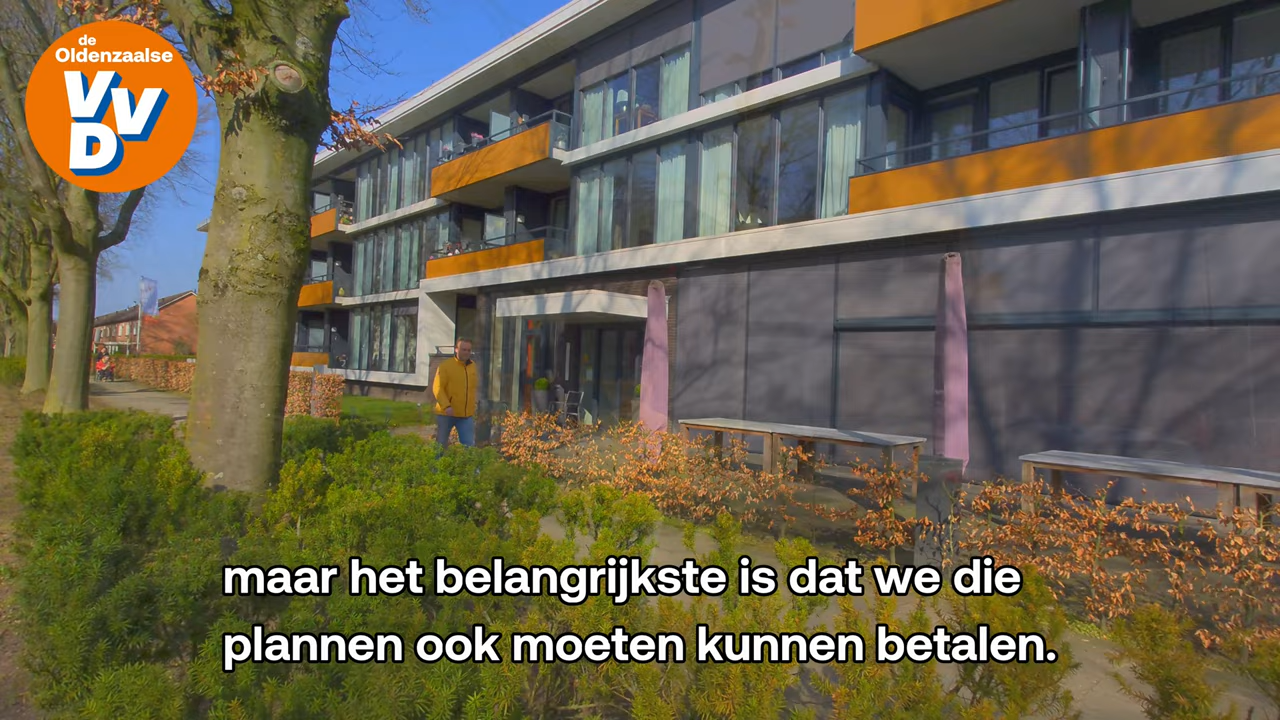 de
Oldenzaalse
VVD
maar het belangrijkste is dat we die
plannen ook moeten kunnen betalen.